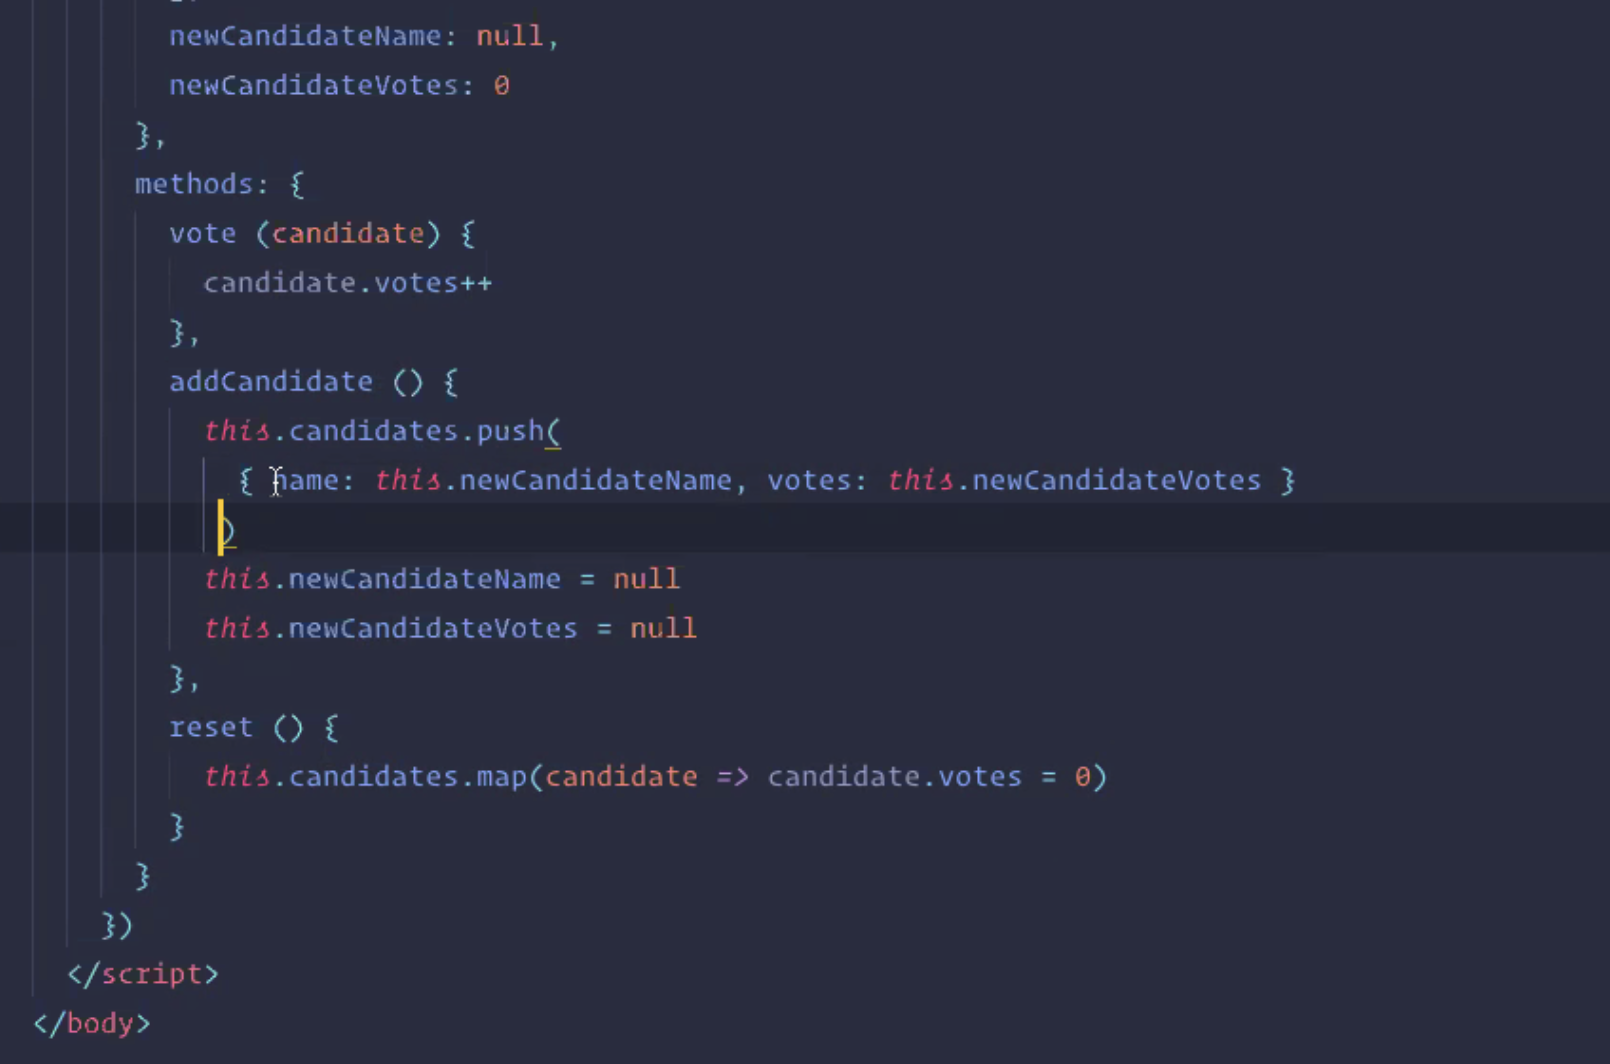 newCandidateName: null,
newCandidateVotes: 0
},
methods: {
vote (candidate) {
candidate.votes++
},
addCandidate () {
this.candidates.push(
{ name: this.newCandidateName, votes: this.newCandidateVotes }
)
this.newCandidateName = null
this.newCandidateVotes = null
},
reset () {
this.candidates.map(candidate => candidate.votes = 0)
}
}
})
</script>
</body>